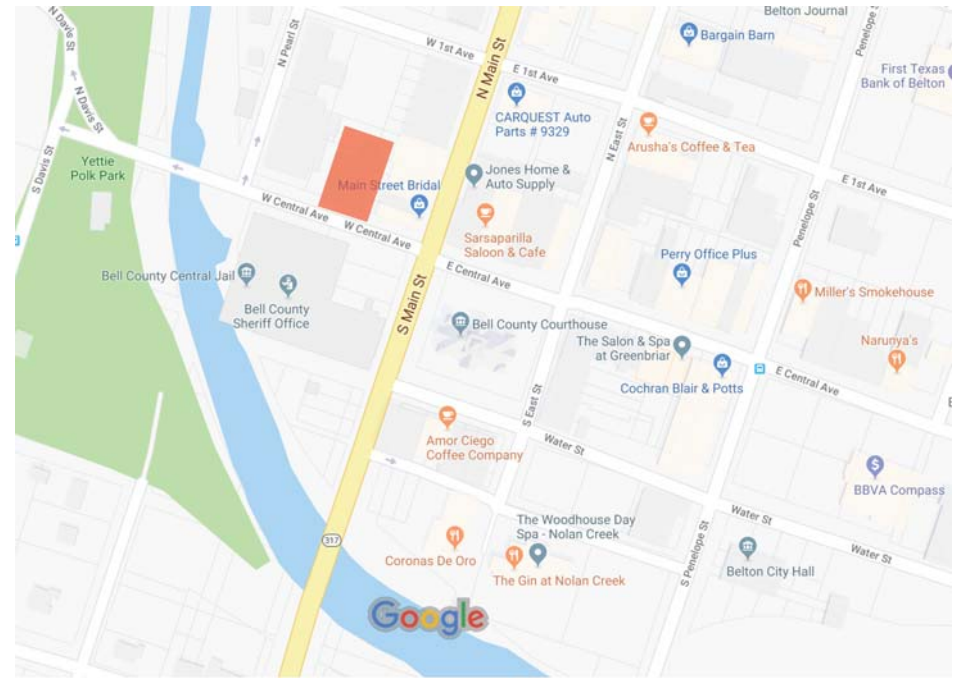 Belton Journal
N Davis St
N Pearl St
W 1st Ave
N Main St
E 1st Ave
Bargain Barn
Penelope St
First Texas
Bank of Belton
N Davis St
CARQUEST Auto
Parts # 9329
N East St
Arusha's Coffee & Tea
S Davis St
Yettie
Polk Park
Main Street Bridal
Jones Home &
Auto Supply
E 1st Ave
W Central Ave
W Central Ave
Sarsaparilla
Saloon & Cafe
Penelope St
Perry Office Plus
Bell County Central Jail
E Central Ave
Miller's Smokehouse
Bell County
Sheriff Office
S Main St
Bell County Courthouse
The Salon & Spa
at Greenbriar
Narunya's
Cochran Blair & Potts
E Central Ave
S East St
Amor Ciego
Coffee Company
Water St
BBVA Compass
The Woodhouse Day
Spa - Nolan Creek
Water St
317
Coronas De Oro
The Gin at Nolan Creek
S Penelope St
Belton City Hall
Water St
Google